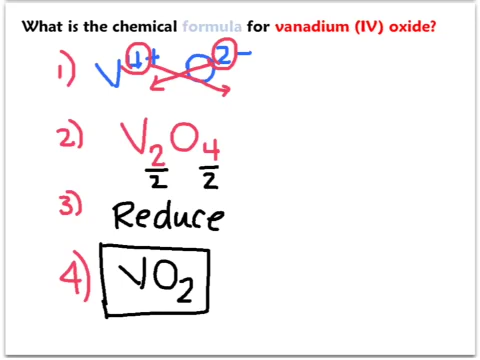 What is the chemical formula for vanadium (IV) oxide?
1) V4+ O2-
2) V2O4
2 2
3) Reduce
4) VO2